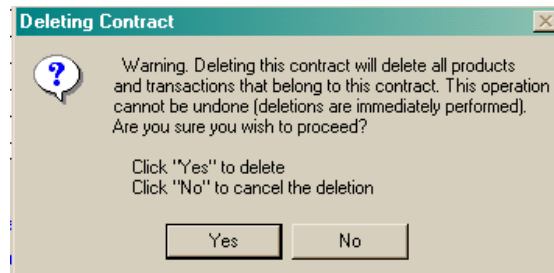 Deleting Contract
Warning. Deleting this contract will delete all products
and transactions that belong to this contract. This operation
cannot be undone (deletions are immediately performed).
Are you sure you wish to proceed?
Click "Yes" to delete
Click "No" to cancel the deletion
Yes No